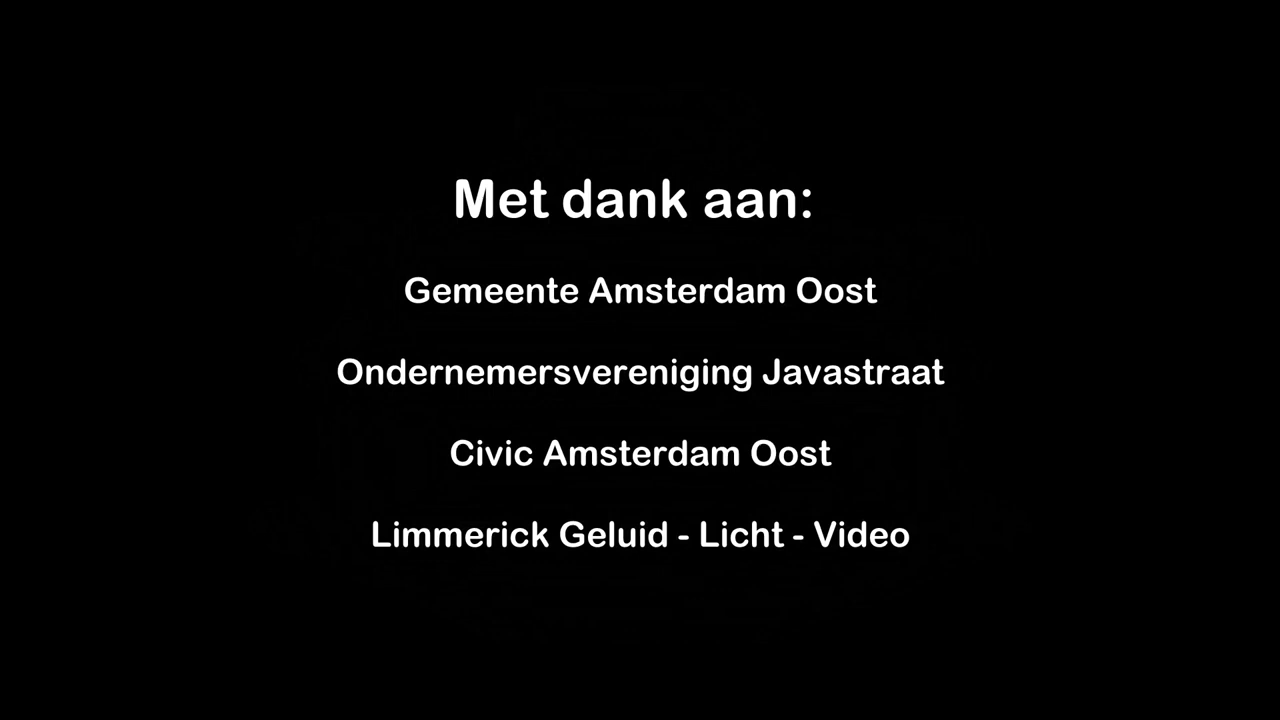 Met dank aan:
Gemeente Amsterdam Oost
Ondernemersvereniging Javastraat
Civic Amsterdam Oost
Limmerick Geluid - Licht - Video